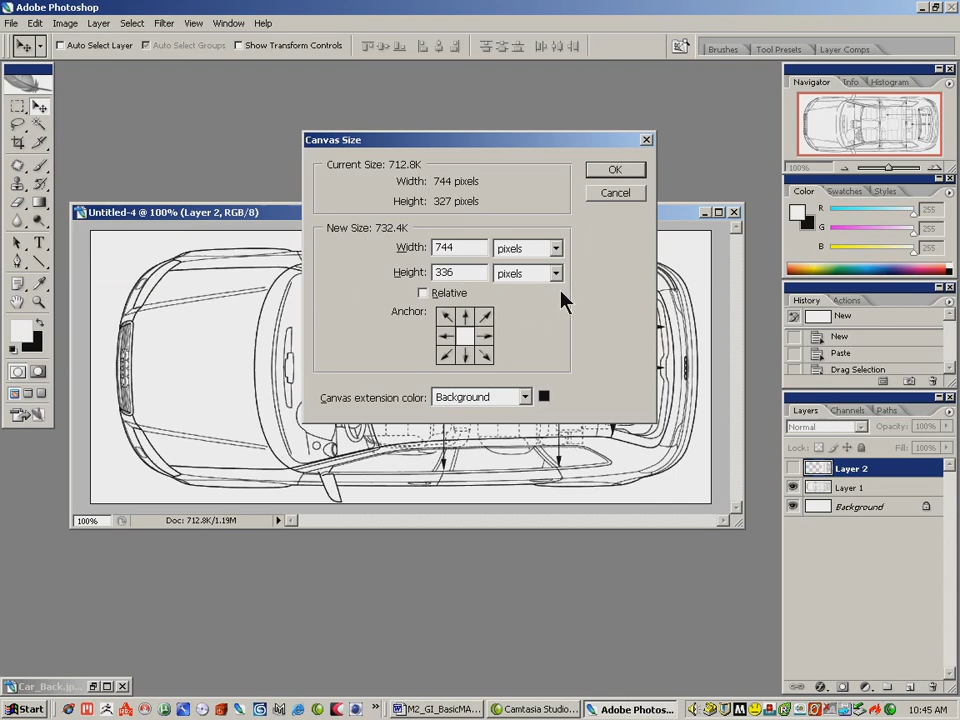 Adobe Photoshop
File Edit Image Layer Select Filter View Window Help
Auto Select Layer Auto Select Groups Show Transform Controls
Brushes Tool Presets Layer Comps
Navigator Info Histogram
100%
Color Swatches Styles
R 255
G 255
B 255
History Actions
New
New
Paste
Drag Selection
Layers Channels Paths
Normal Opacity: 100%
Lock: Fill: 100%
Layer 2
Layer 1
Background
Untitled-4 @ 100% (Layer 2, RGB/8)
100% Doc: 712.8K/1.19M
Canvas Size
Current Size: 712.8K
Width: 744 pixels
Height: 327 pixels
OK
Cancel
New Size: 732.4K
Width: 744 pixels
Height: 336 pixels
Relative
Anchor:
Canvas extension color: Background
Car_Back.jp...
Start M2_GI_BasicMA... Camtasia Studio... Adobe Photos... 10:45 AM